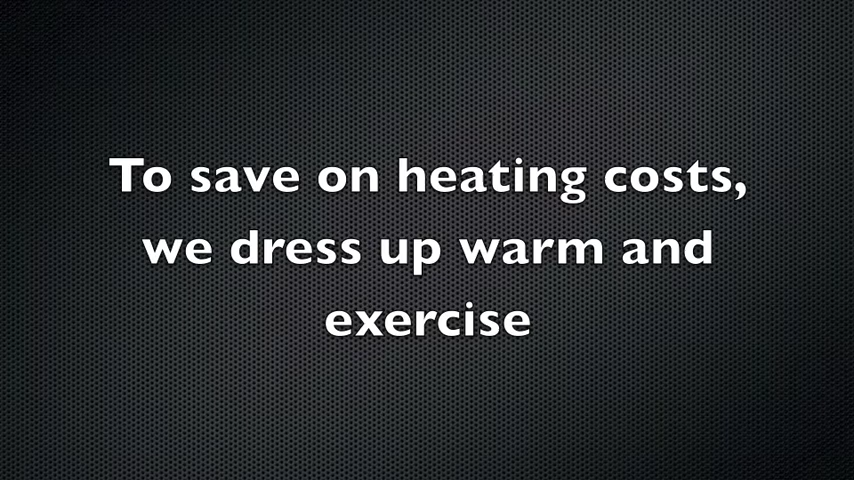 To save on heating costs,
we dress up warm and
exercise